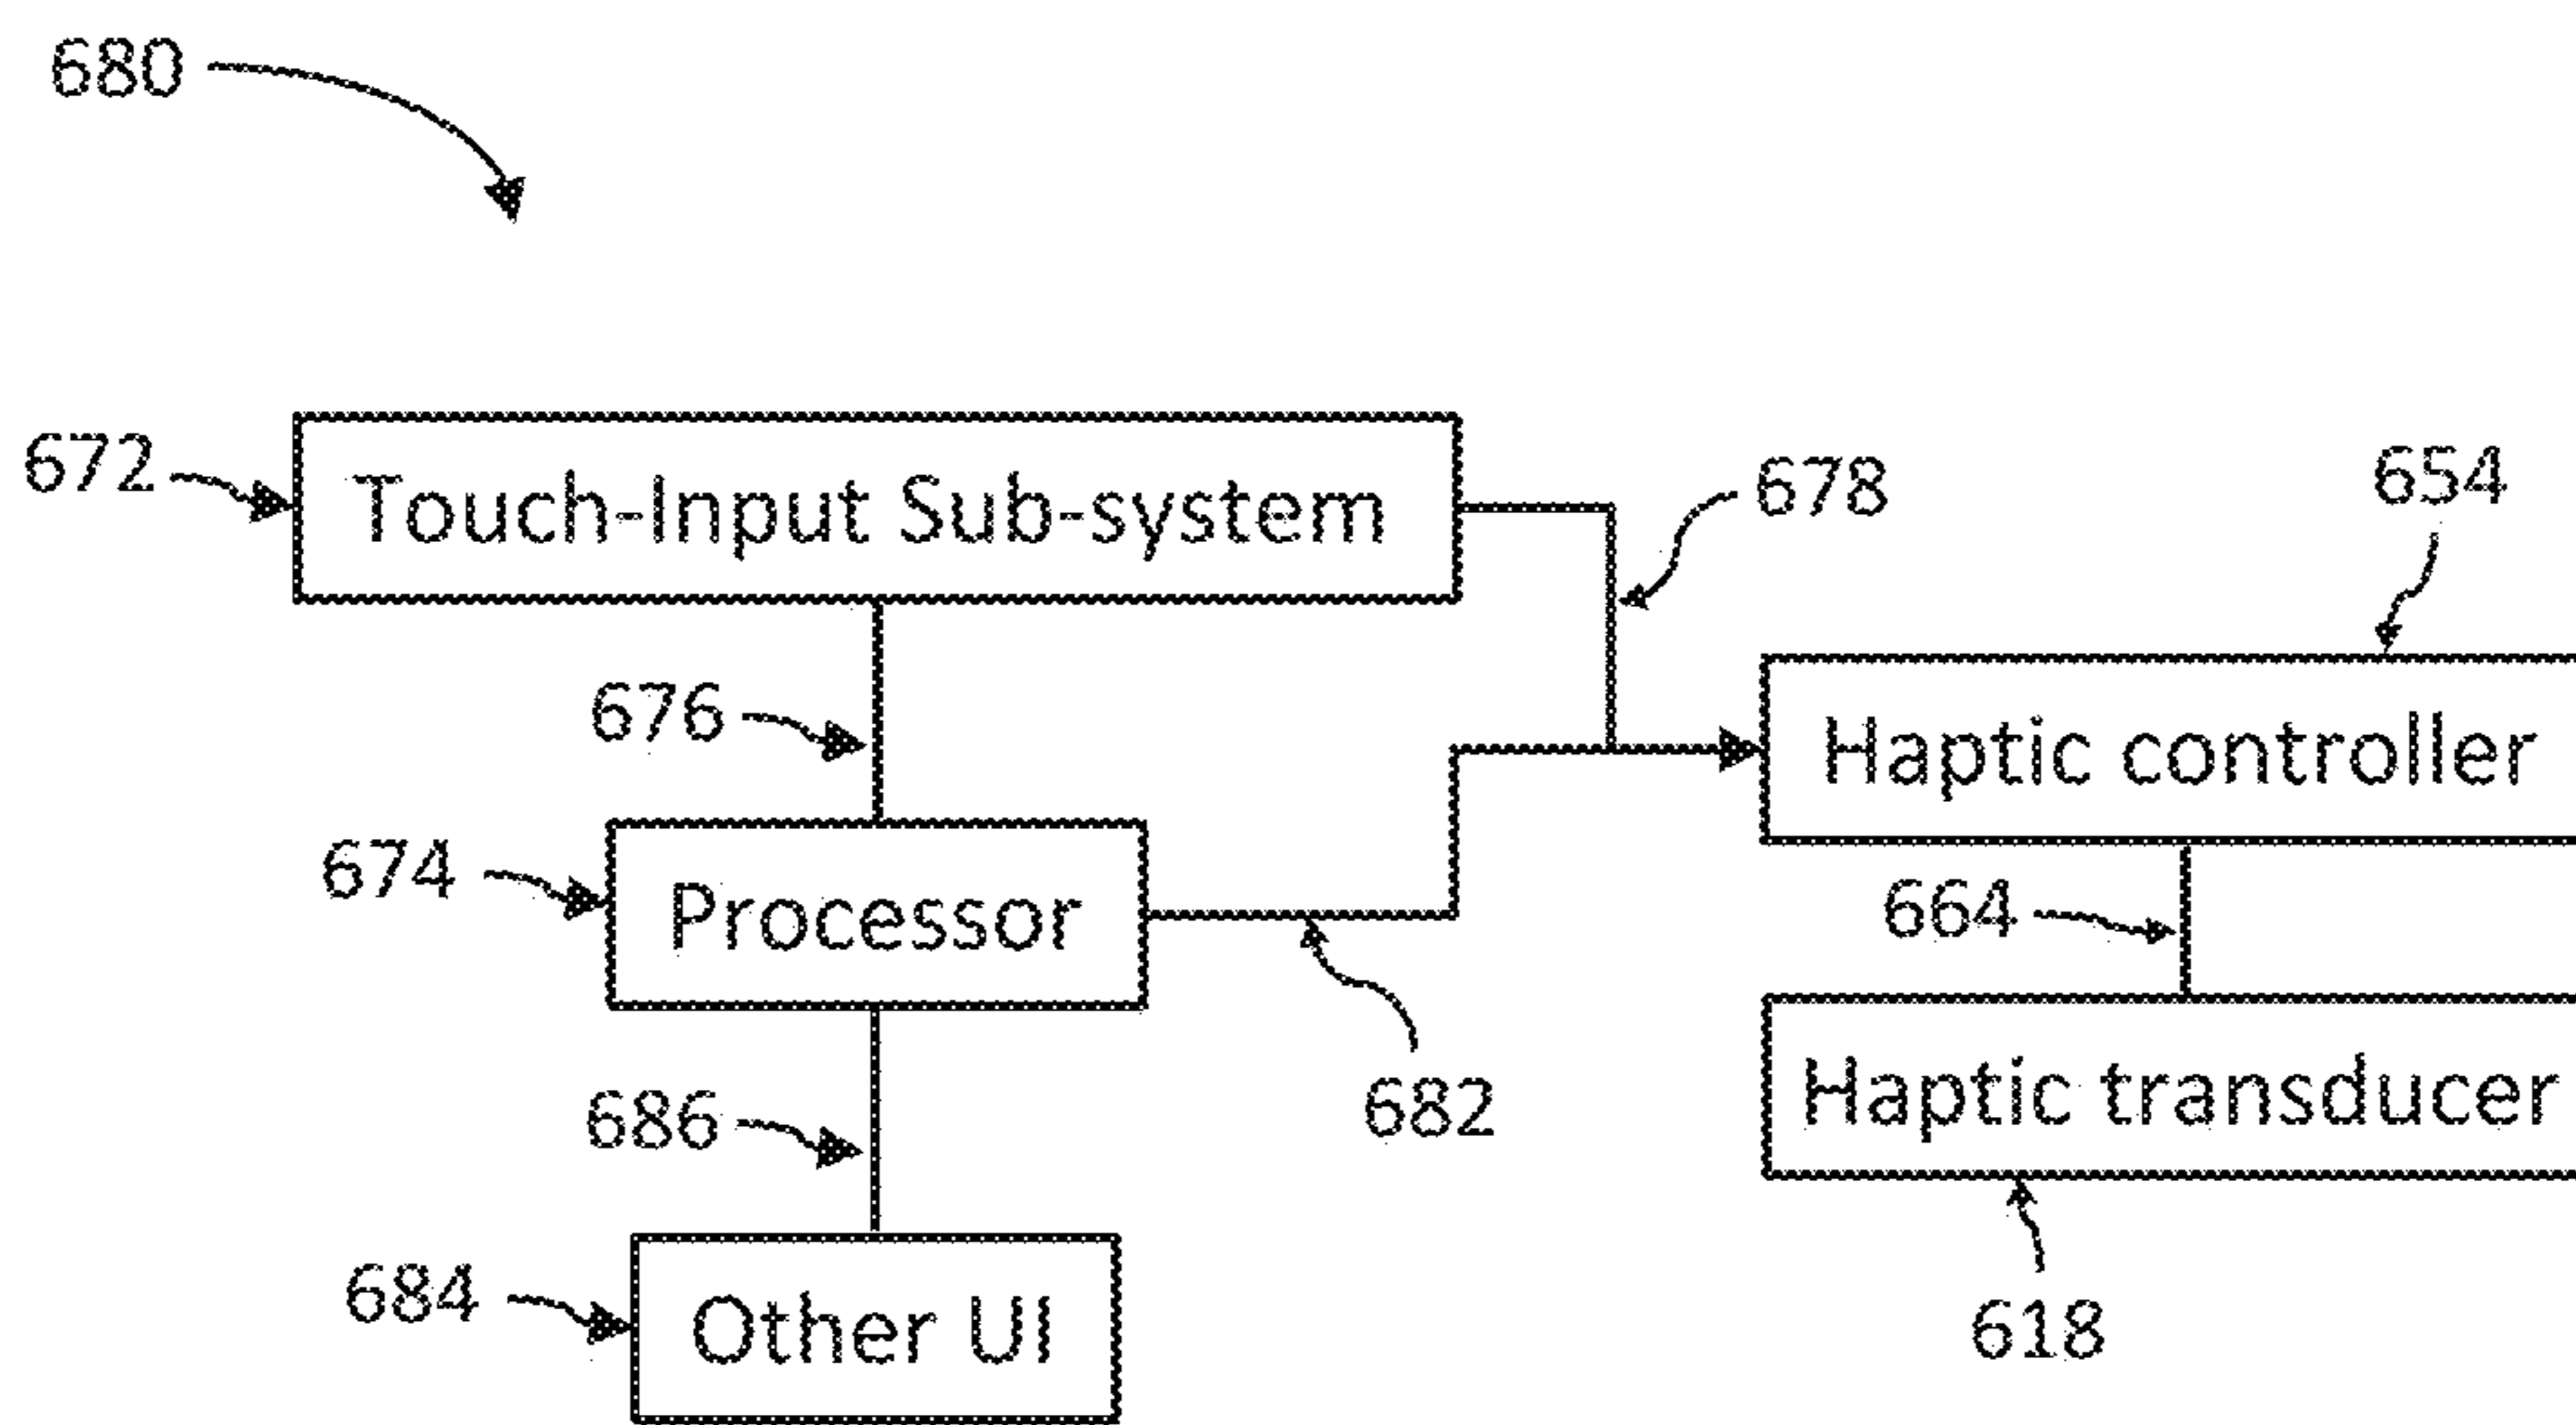 680
672
Touch-Input Sub-system
678
654
676
Haptic controller
674
Processor
664
682
686
Haptic transducer
684
Other UI
618